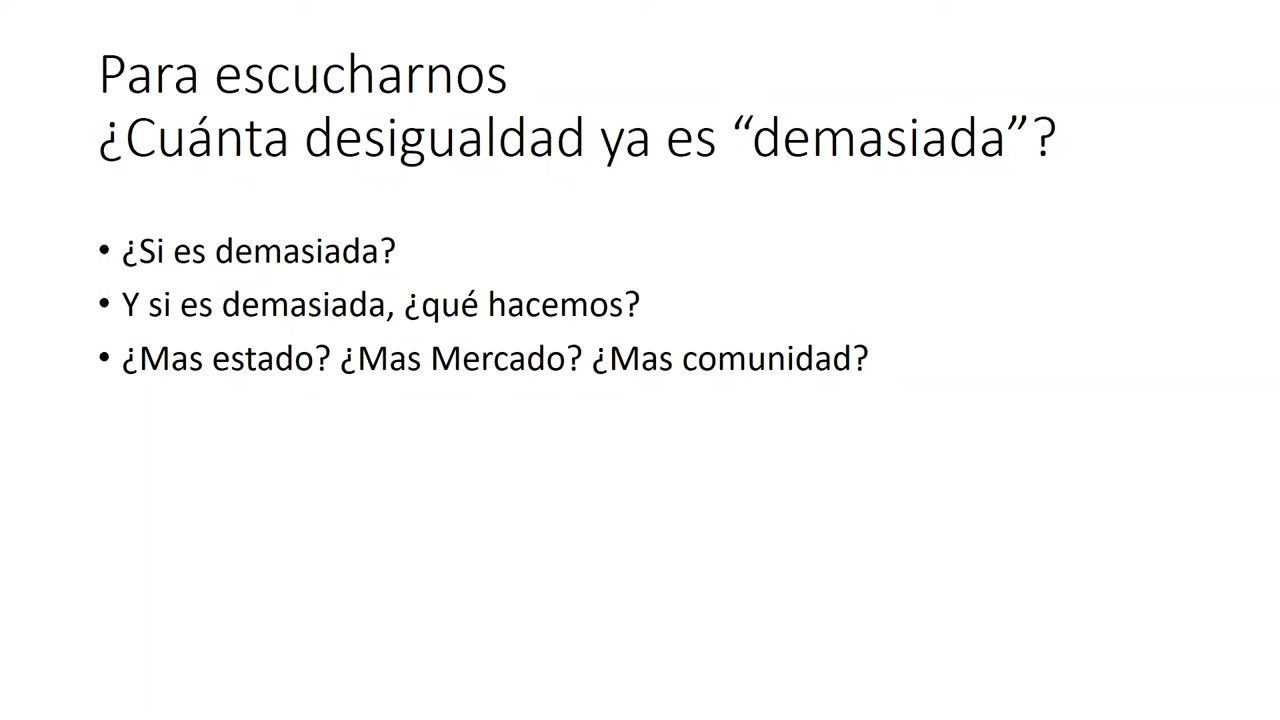 Para escucharnos
¿Cuánta desigualdad ya es “demasiada”?
• ¿Si es demasiada?
• Y si es demasiada, ¿qué hacemos?
• ¿Mas estado? ¿Mas Mercado? ¿Mas comunidad?